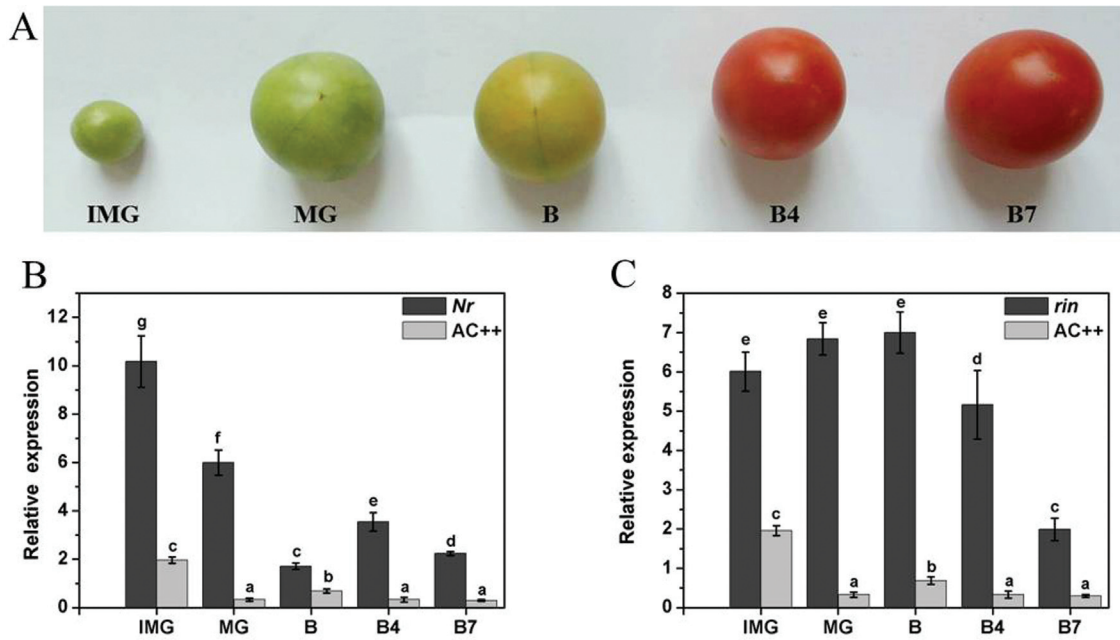 A
IMG MG B B4 B7
B
Relative expression
12
10
8
6
4
2
0
Nr
AC++
g
c
f
a
c
b
e
a
d
a
IMG MG B B4 B7
C
Relative expression
8
7
6
5
4
3
2
1
0
rin
AC++
e
c
e
a
e
b
d
a
c
a
IMG MG B B4 B7